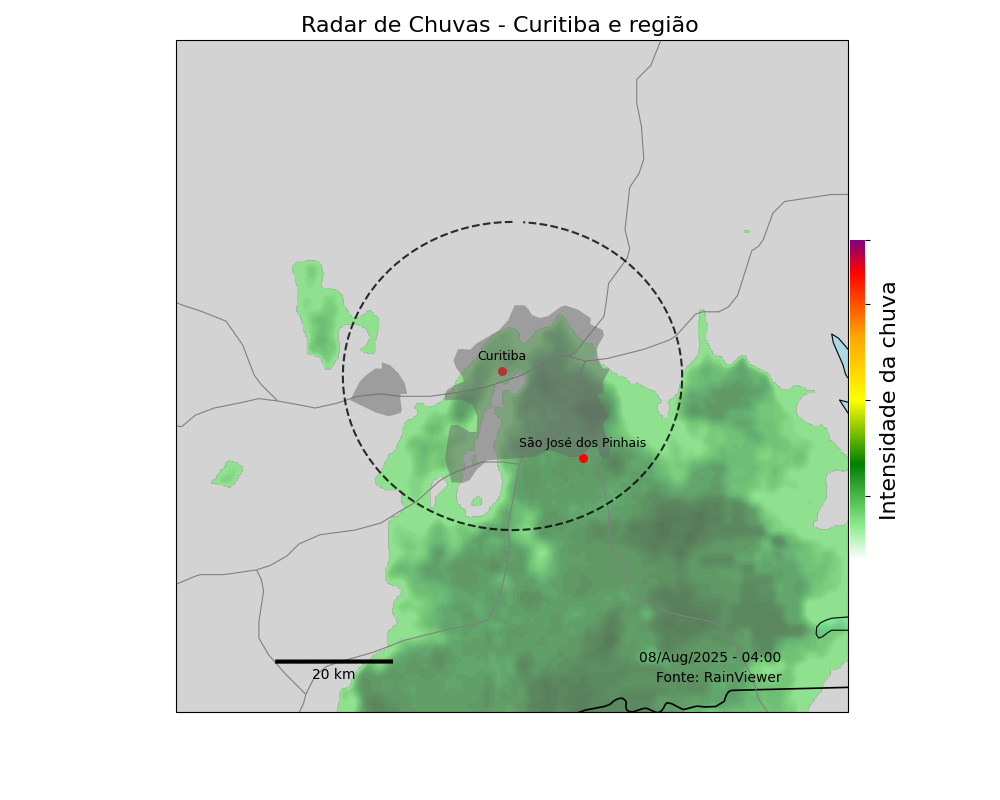 Radar de Chuvas - Curitiba e região
Curitiba
São José dos Pinhais
Intensidade da chuva
08/Aug/2025 - 04:00
Fonte: RainViewer
20 km